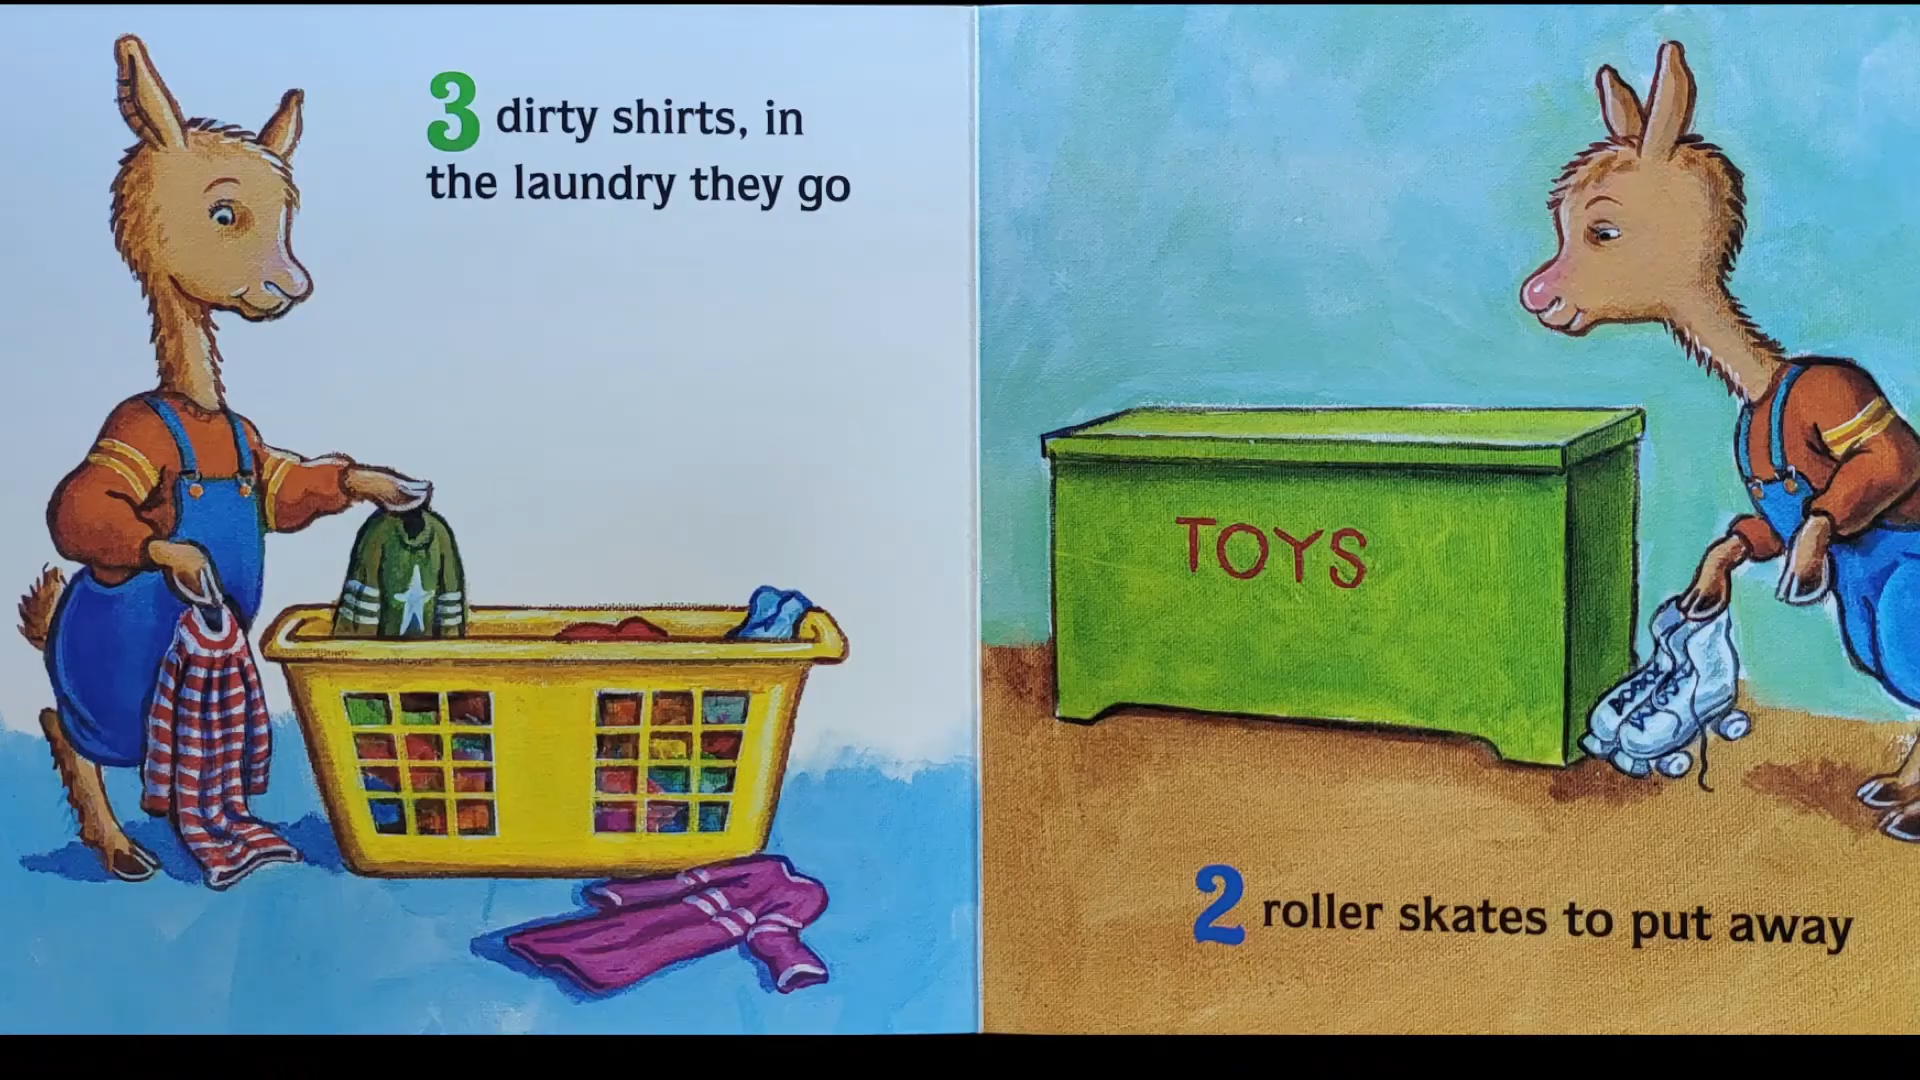 3 dirty shirts, in
the laundry they go
TOYS
2 roller skates to put away